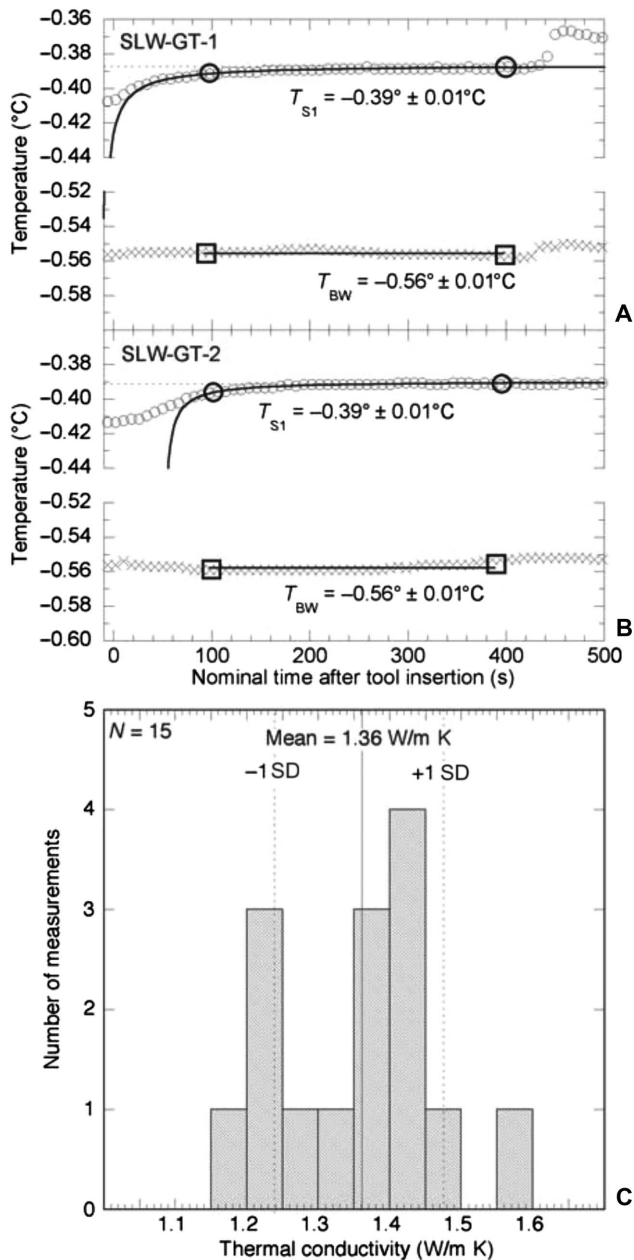 −0.36
SLW-GT-1
−0.38
−0.40
T_S1 = −0.39° ± 0.01°C
−0.42
−0.44
Temperature (°C)
−0.52
−0.54
−0.56
T_BW = −0.56° ± 0.01°C
−0.58
A
SLW-GT-2
−0.38
−0.40
T_S1 = −0.39° ± 0.01°C
−0.42
−0.44
Temperature (°C)
−0.54
−0.56
T_BW = −0.56° ± 0.01°C
−0.58
−0.60
B
0 100 200 300 400 500
Nominal time after tool insertion (s)
5
N = 15
Mean = 1.36 W/m K
−1 SD
+1 SD
4
Number of measurements
3
2
1
0
C
1.1 1.2 1.3 1.4 1.5 1.6
Thermal conductivity (W/m K)